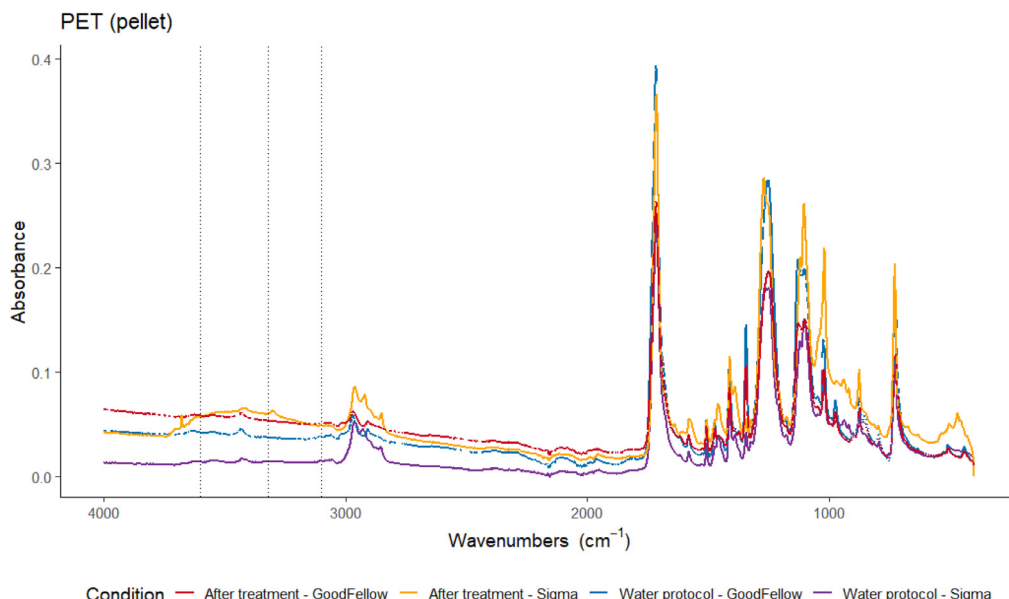 PET (pellet)
0.4
0.3
0.2
0.1
0.0
Absorbance
4000 3000 2000 1000
Wavenumbers (cm⁻¹)
Condition After treatment - GoodFellow After treatment - Sigma Water protocol - GoodFellow Water protocol - Sigma